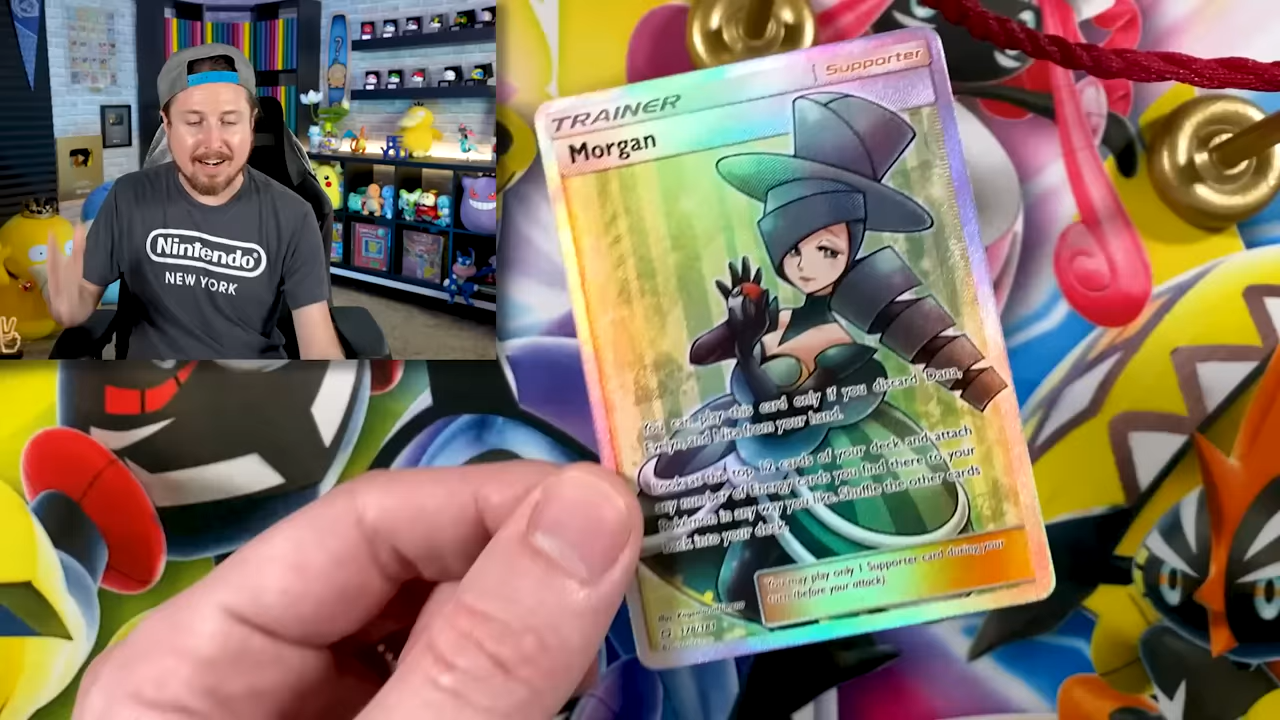 Nintendo
NEW YORK
Supporter
TRAINER
Morgan
You can play this card only if you discard Dana,
Evelyn, and Nita from your hand.
Look at the top 12 cards of your deck and attach
any number of Energy cards you find there to your
Pokémon in any way you like. Shuffle the other cards
back into your deck.
You may play only 1 Supporter card during your
turn (before your attack).
178/181